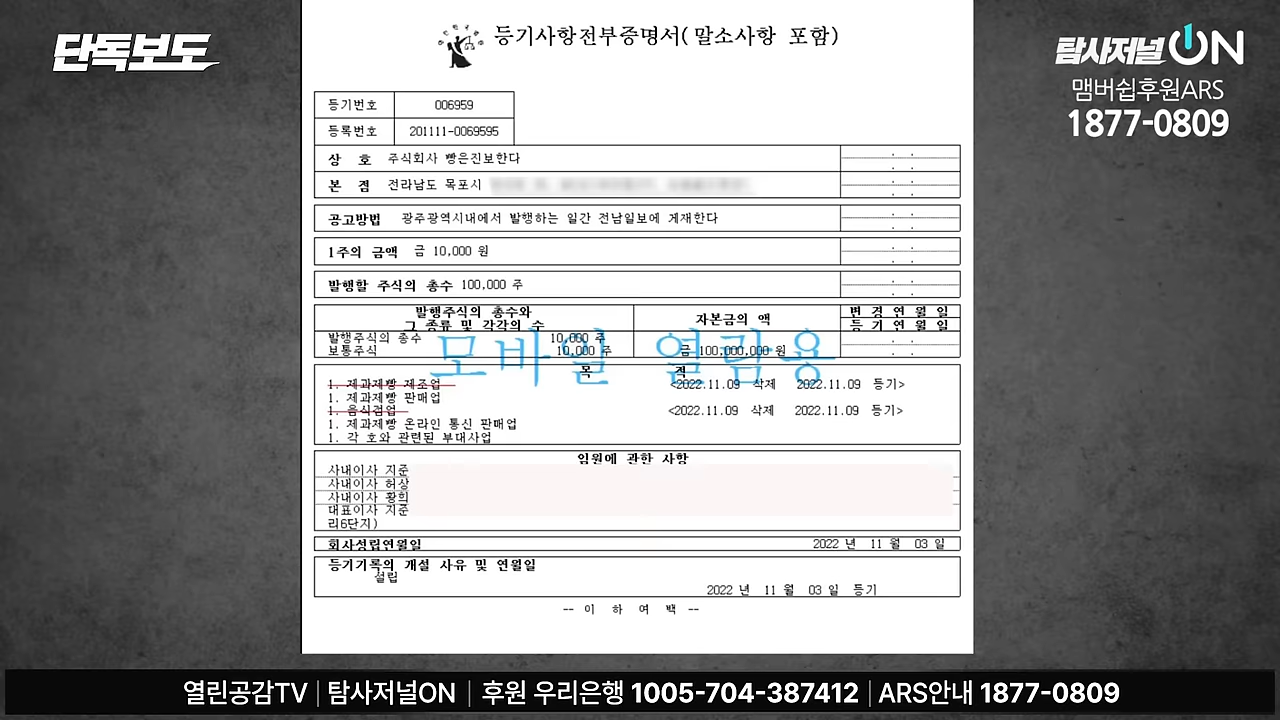 단독보도
탐사저널ON
맴버쉽후원ARS
1877-0809
등기사항전부증명서( 말소사항 포함)
등기번호 006959
등록번호 201111-0069595
상 호 주식회사 빵은진보한다
본 점 전라남도 목포시
공고방법 광주광역시내에서 발행하는 일간 전남일보에 게재한다
1주의 금액 금 10,000 원
발행할 주식의 총수 100,000 주
발행주식의 총수와
그 종류 및 각각의 수
자본금의 액
변 경 연 월 일
등 기 연 월 일
발행주식의 총수 10,000 주
보통주식 10,000 주
금 100,000,000 원
모바일 열람용
목 적
1. 제과제빵 제조업 <2022.11.09 삭제 2022.11.09 등기>
1. 제과제빵 판매업
1. 음식점업 <2022.11.09 삭제 2022.11.09 등기>
1. 제과제빵 온라인 통신 판매업
1. 각 호와 관련된 부대사업
임원에 관한 사항
사내이사 지준
사내이사 허상
사내이사 황희
대표이사 지준
리6단지)
회사성립연월일 2022 년 11 월 03 일
등기기록의 개설 사유 및 연월일
설립
2022 년 11 월 03 일 등기
-- 이 하 여 백 --
열린공감TV | 탐사저널ON | 후원 우리은행 1005-704-387412 | ARS안내 1877-0809